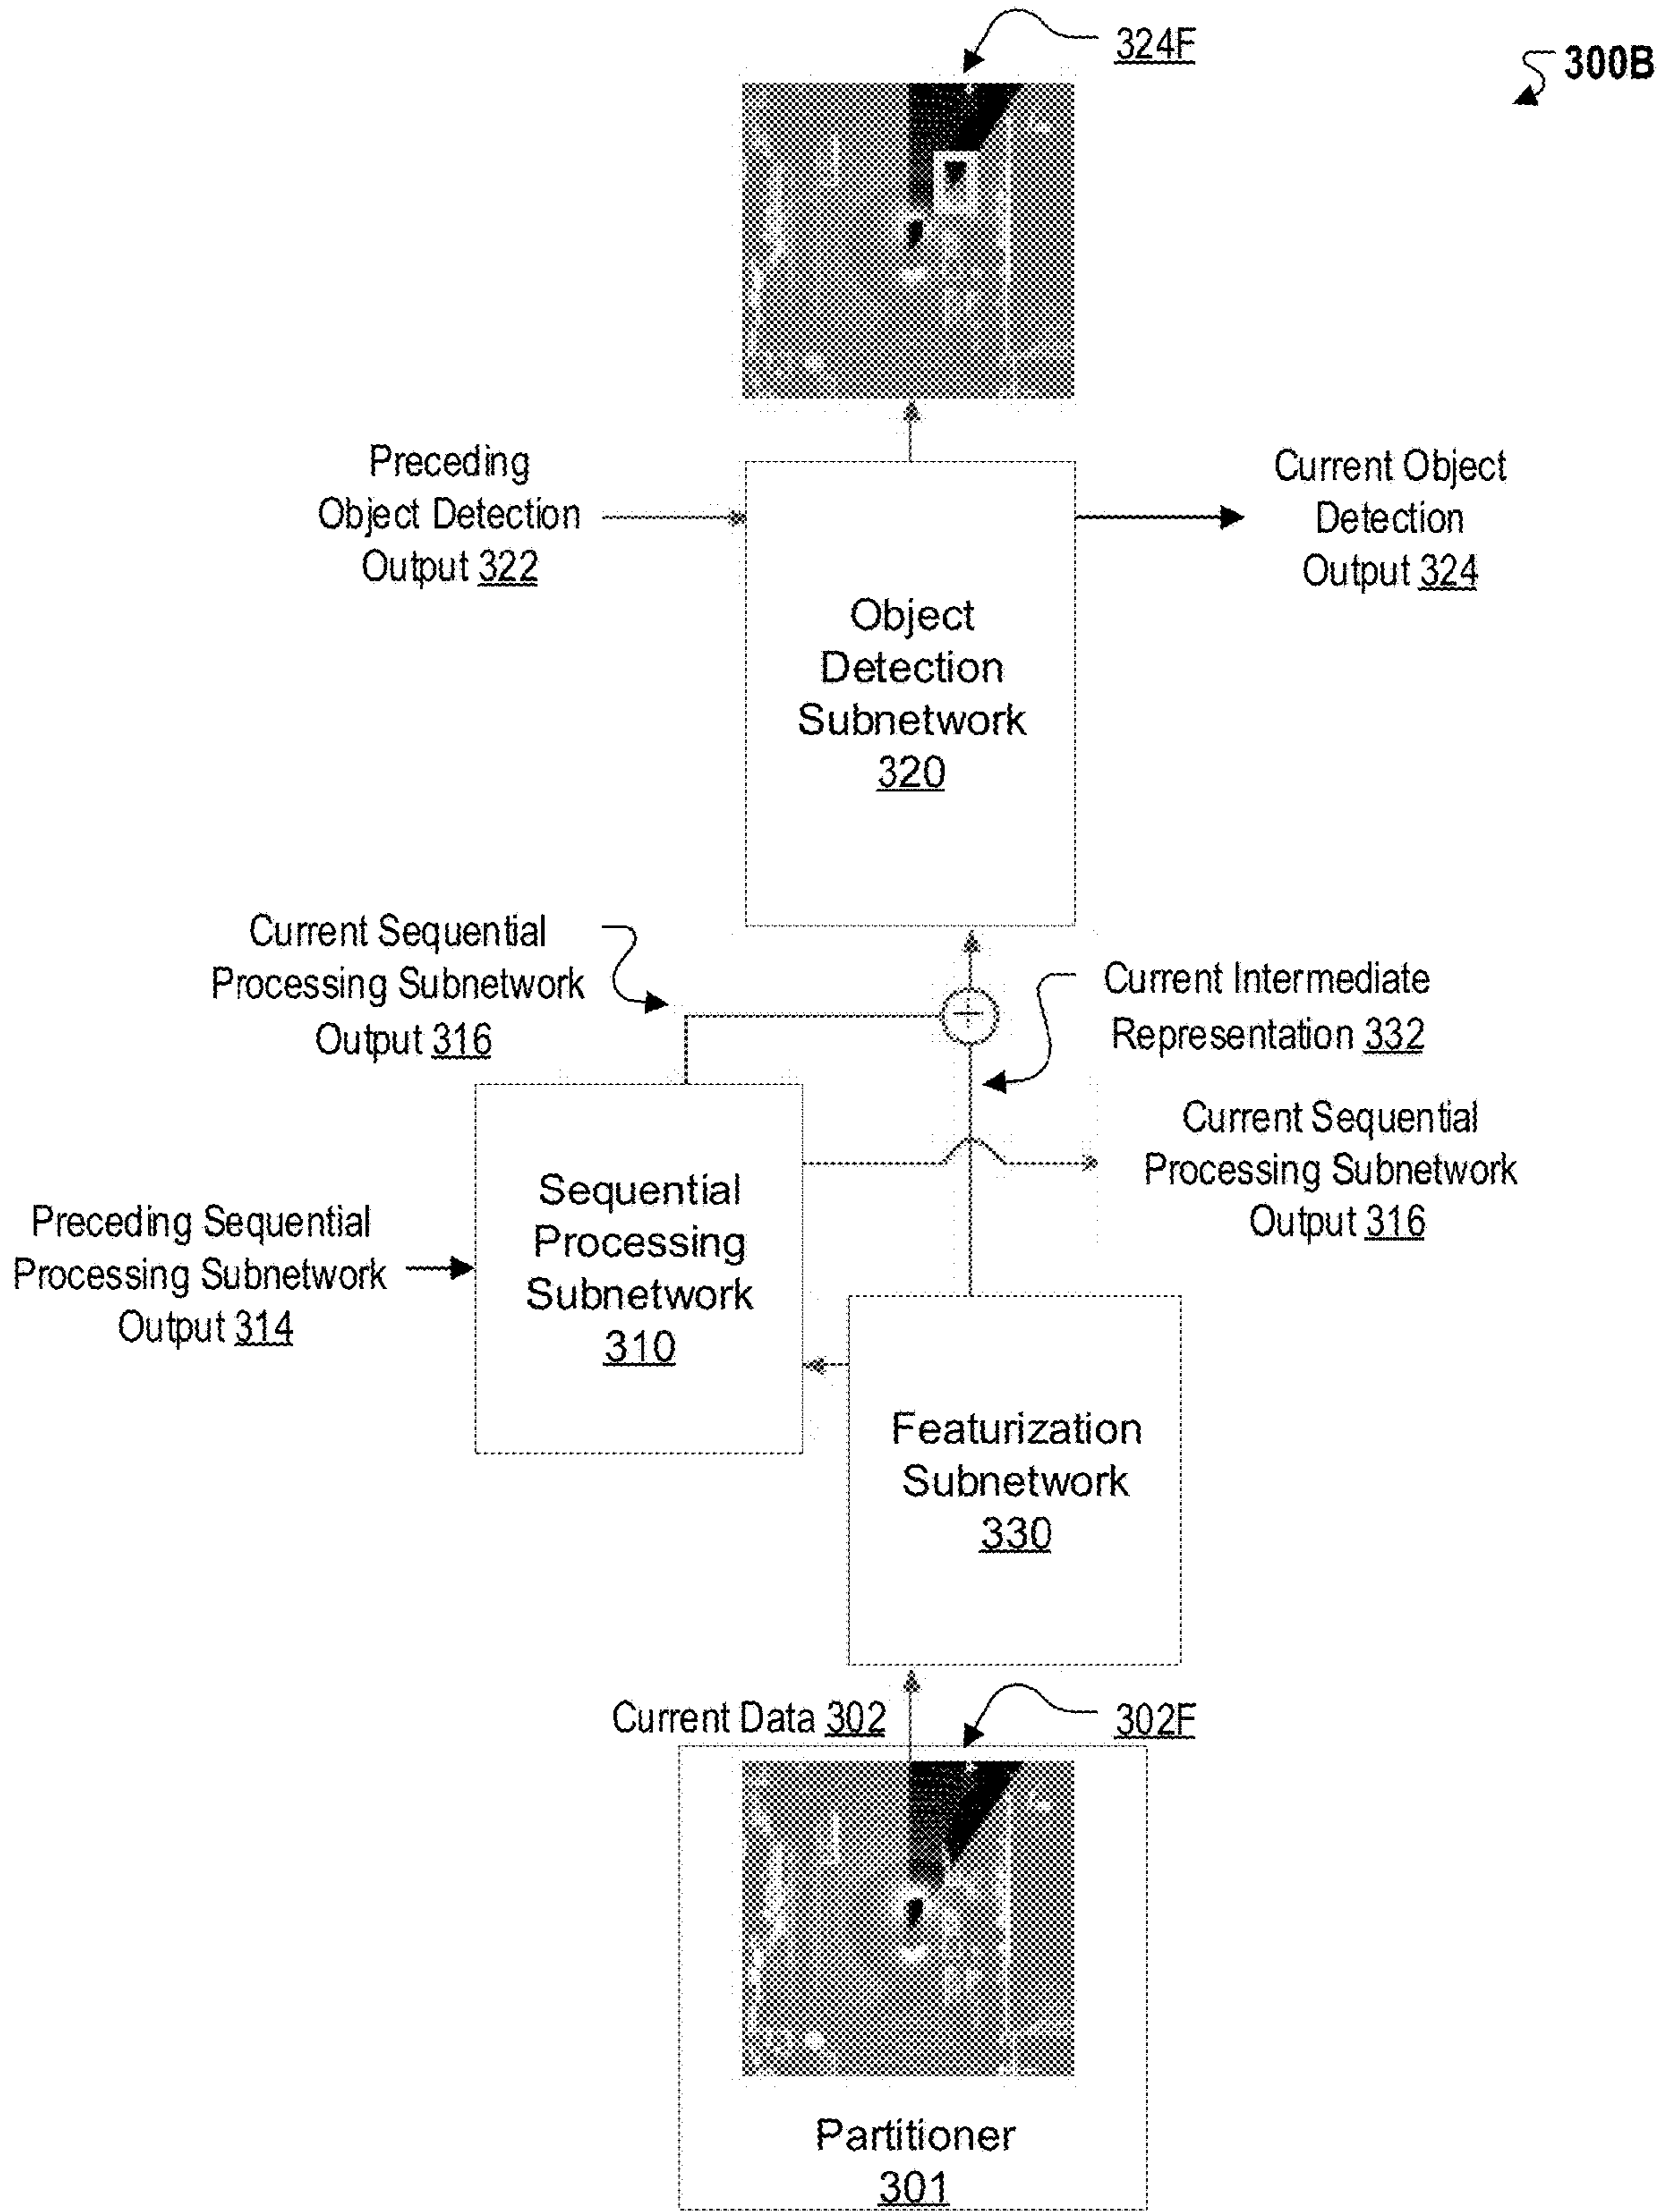 324F
300B
Preceding
Object Detection
Output 322
Current Object
Detection
Output 324
Object
Detection
Subnetwork
320
Current Sequential
Processing Subnetwork
Output 316
Current Intermediate
Representation 332
Current Sequential
Processing Subnetwork
Output 316
Sequential
Processing
Subnetwork
310
Preceding Sequential
Processing Subnetwork
Output 314
Featurization
Subnetwork
330
Current Data 302
302F
Partitioner
301